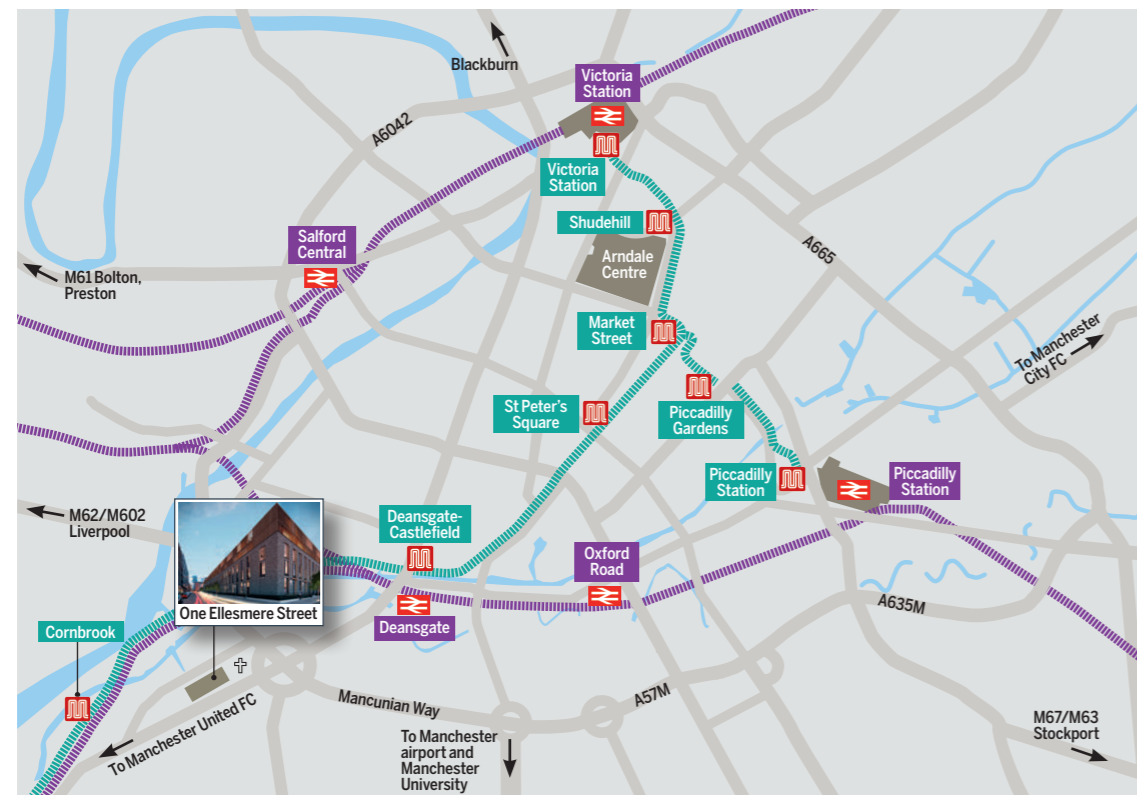 Blackburn
Victoria
Station
A6042
Victoria
Station
Shudehill
Salford
Central
Arndale
Centre
A665
M61 Bolton,
Preston
Market
Street
To Manchester
City FC
St Peter's
Square
Piccadilly
Gardens
Piccadilly
Station
Piccadilly
Station
M62/M602
Liverpool
Deansgate-
Castlefield
Oxford
Road
One Ellesmere Street
Deansgate
A635M
Cornbrook
Mancunian Way
A57M
To Manchester United FC
To Manchester
airport and
Manchester
University
M67/M63
Stockport